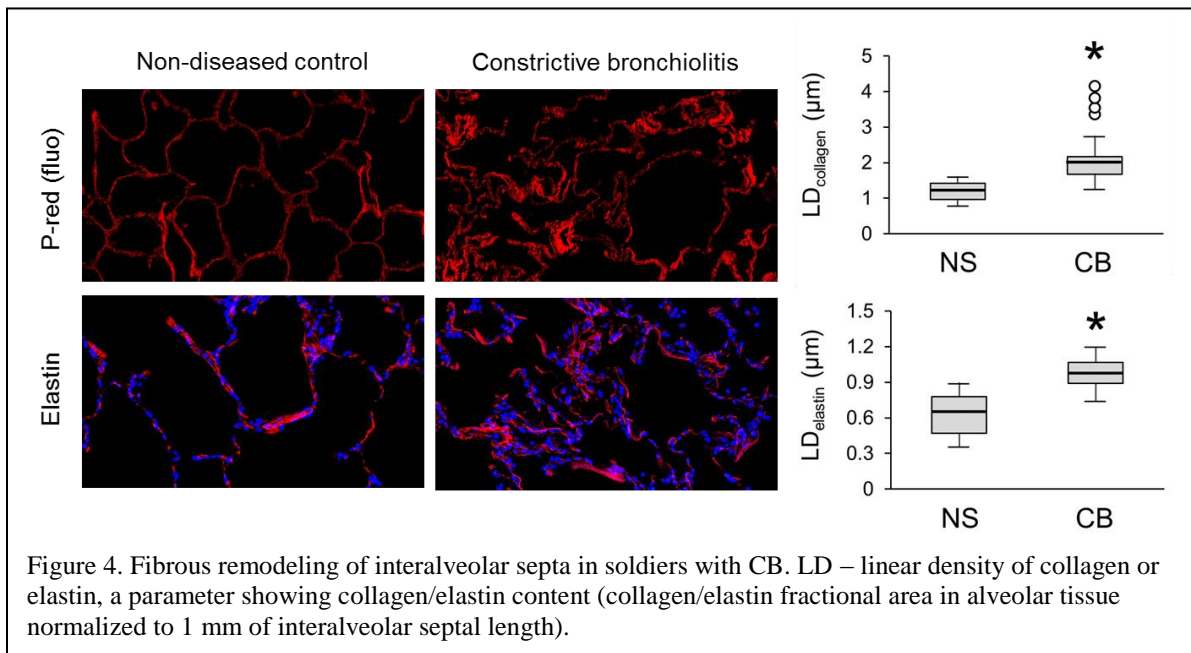 Non-diseased control
Constrictive bronchiolitis
P-red (fluo)
Elastin
LDcollagen (µm)
5
4
3
2
1
0
*
NS
CB
LDelastin (µm)
1.5
1.2
0.9
0.6
0.3
0
*
NS
CB
Figure 4. Fibrous remodeling of interalveolar septa in soldiers with CB. LD – linear density of collagen or
elastin, a parameter showing collagen/elastin content (collagen/elastin fractional area in alveolar tissue
normalized to 1 mm of interalveolar septal length).